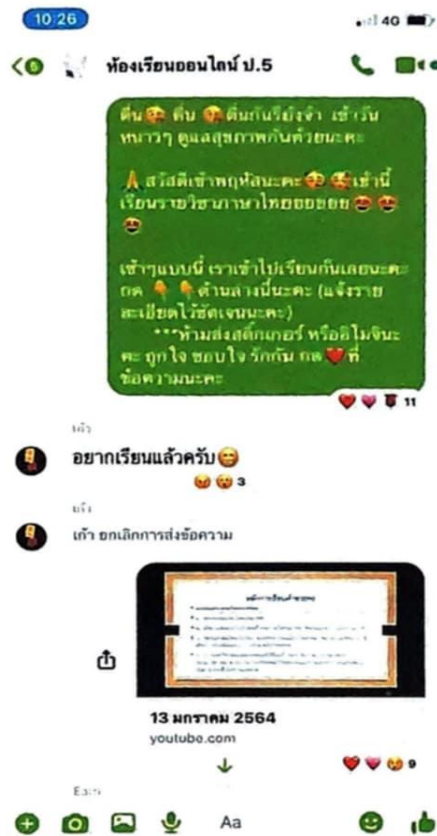 10:26
4G
5
ห้องเรียนออนไลน์ ป.5
ตื่น ตื่น ตื่นกันรึยังจ๊ะ เช้าวัน
หนาวๆ ดูแลสุขภาพกันด้วยนะคะ
สวัสดีเช้าพฤหัสนะคะ เช้านี้
เรียนรายวิชาภาษาไทยยยยยย
เช้าๆแบบนี้ เราเข้าไปเรียนกันเลยนะคะ
กด ด้านล่างนี้นะคะ (แจ้งราย
ละเอียดไว้ชัดเจนนะคะ)
***ห้ามส่งสติ๊กเกอร์ หรืออิโมจินะ
คะ ถูกใจ ชอบใจ รักกัน กด ที่
ข้อความนะคะ
11
เก้า
อยากเรียนแล้วครับ
3
เก้า
เก้า ยกเลิกการส่งข้อความ
13 มกราคม 2564
youtube.com
9
Aa